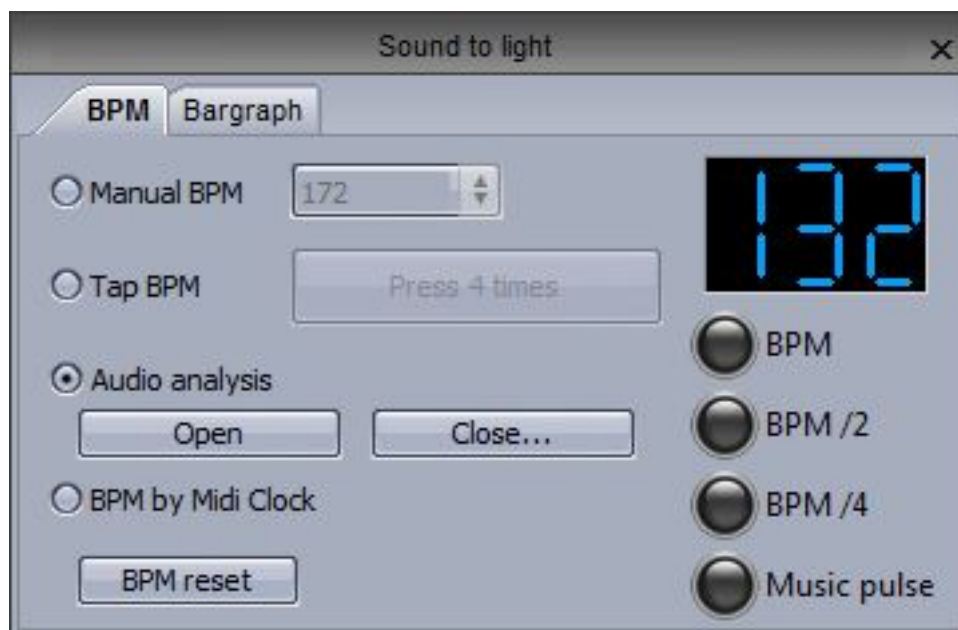 Sound to light
BPM Bargraph
Manual BPM 172
132
Tap BPM Press 4 times
BPM
Audio analysis
Open Close...
BPM /2
BPM by Midi Clock
BPM /4
BPM reset
Music pulse